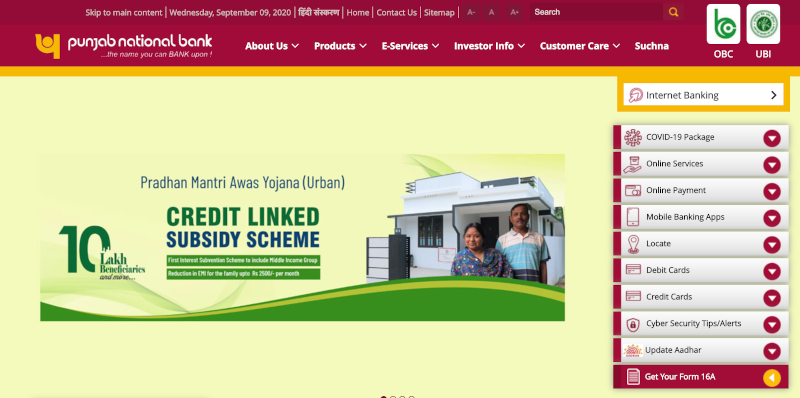 Skip to main content | Wednesday, September 09, 2020 | हिंदी संस्करण | Home | Contact Us | Sitemap A- A A+ Search
punjab national bank
...the name you can BANK upon !
About Us Products E-Services Investor Info Customer Care Suchna
OBC UBI
Internet Banking
COVID-19 Package
Online Services
Online Payment
Mobile Banking Apps
Locate
Debit Cards
Credit Cards
Cyber Security Tips/Alerts
Update Aadhar
Get Your Form 16A
Pradhan Mantri Awas Yojana (Urban)
CREDIT LINKED
SUBSIDY SCHEME
10 Lakh
Beneficiaries
and more...
First Interest Subvention Scheme to include Middle Income Group
Reduction in EMI for the family upto Rs 2500/- per month